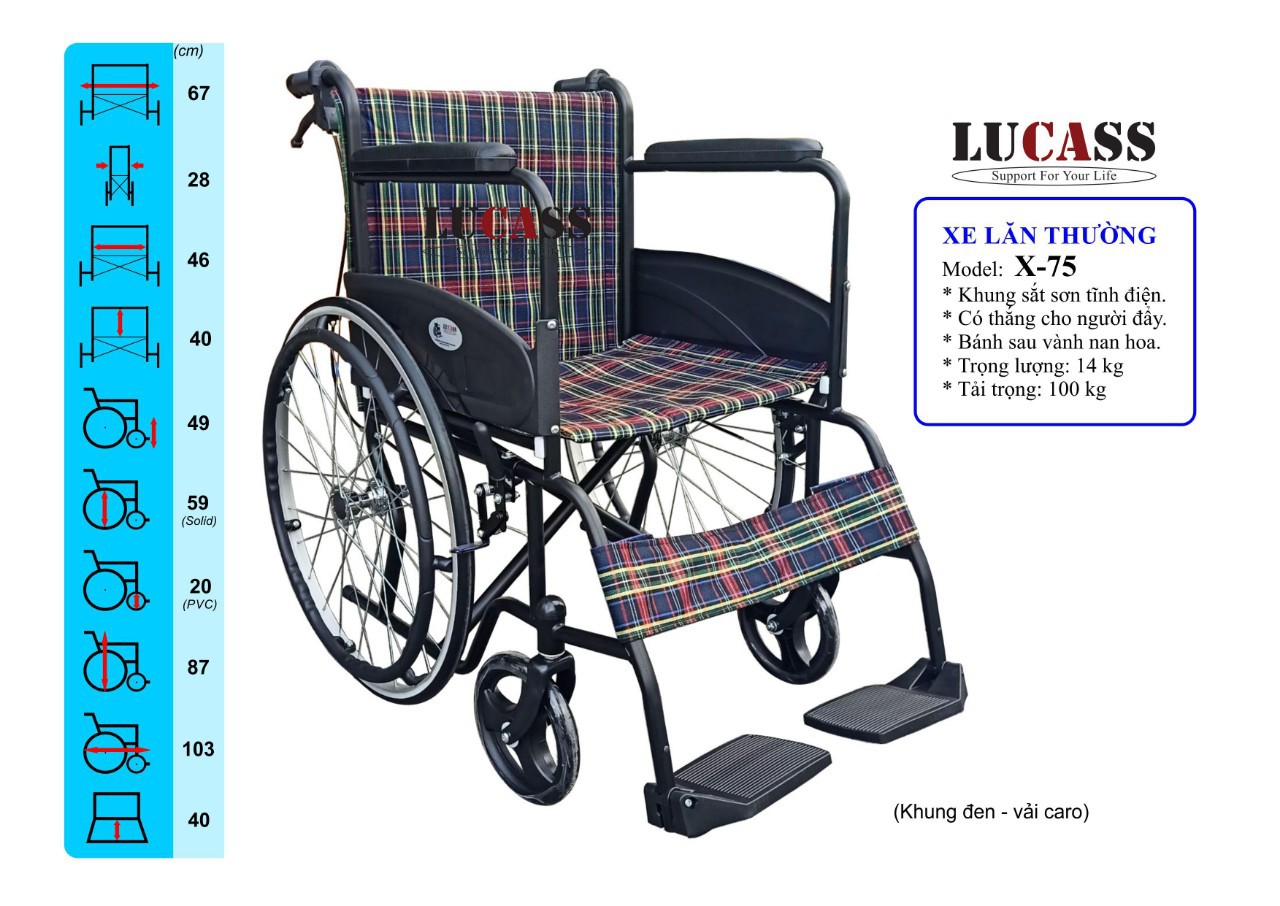 (cm)
67
28
46
40
49
59
(Solid)
20
(PVC)
87
103
40
LUCASS
LUCASS
LUCASS
Support For Your Life
XE LĂN THƯỜNG
Model: X-75
* Khung sắt sơn tĩnh điện.
* Có thắng cho người đẩy.
* Bánh sau vành nan hoa.
* Trọng lượng: 14 kg
* Tải trọng: 100 kg
(Khung đen - vải caro)